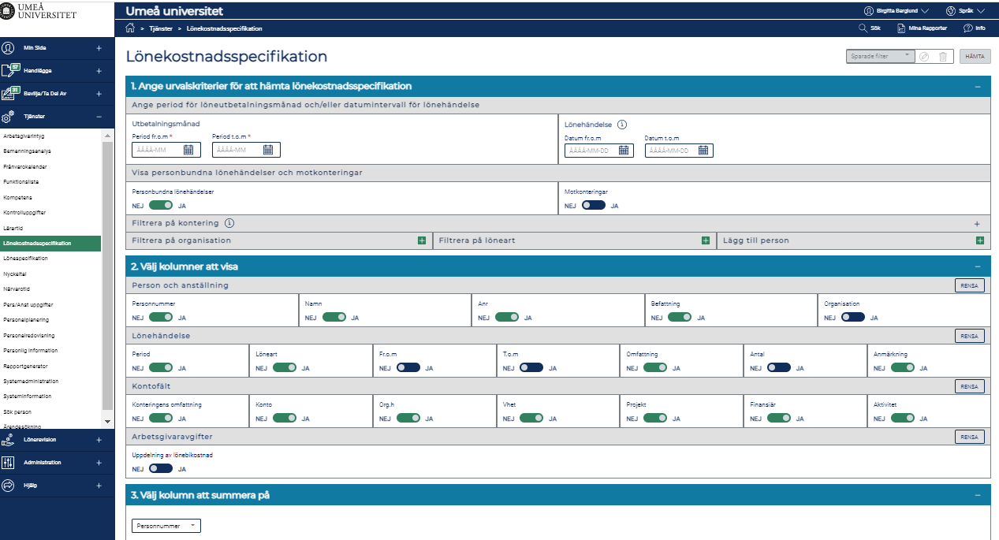 UMEÅ
UNIVERSITET
Umeå universitet
Birgitta Berglund
Språk
Tjänster > Lönekostnadsspecifikation
Sök
Mina Rapporter
Info
Min Sida +
57
Handlägga +
31
Bevilja/Ta Del Av +
Tjänster −
Arbetsgivarintyg
Bemanningsanalys
Frånvarokalender
Funktionslista
Kompetens
Kontrolluppgifter
Lärartid
Lönekostnadsspecifikation
Lönespecifikation
Nyckeltal
Närvarotid
Pers/Anst uppgifter
Personalplanering
Personalredovisning
Personlig information
Rapportgenerator
Systemadministration
Systeminformation
Sök person
Ärendesökning
Lönerevision +
Administration +
Hjälp +
Lönekostnadsspecifikation
Sparade filter
HÄMTA
1. Ange urvalskriterier för att hämta lönekostnadsspecifikation −
Ange period för löneutbetalningsmånad och/eller datumintervall för lönehändelse
Utbetalningsmånad
Period fr.o.m * Period t.o.m *
ÅÅÅÅ-MM ÅÅÅÅ-MM
Lönehändelse
Datum fr.o.m Datum t.o.m
ÅÅÅÅ-MM-DD ÅÅÅÅ-MM-DD
Visa personbundna lönehändelser och motkonteringar
Personbundna lönehändelser Motkonteringar
NEJ JA NEJ JA
Filtrera på kontering +
Filtrera på organisation Filtrera på löneart Lägg till person
2. Välj kolumner att visa −
Person och anställning RENSA
Personnummer Namn Anr Befattning Organisation
NEJ JA NEJ JA NEJ JA NEJ JA NEJ JA
Lönehändelse RENSA
Period Löneart Fr.o.m T.o.m Omfattning Antal Anmärkning
NEJ JA NEJ JA NEJ JA NEJ JA NEJ JA NEJ JA NEJ JA
Kontofält RENSA
Konteringens omfattning Konto Org.h Vhet Projekt Finansiär Aktivitet
NEJ JA NEJ JA NEJ JA NEJ JA NEJ JA NEJ JA NEJ JA
Arbetsgivaravgifter RENSA
Uppdelning av lönebikostnad
NEJ JA
3. Välj kolumn att summera på −
Personnummer